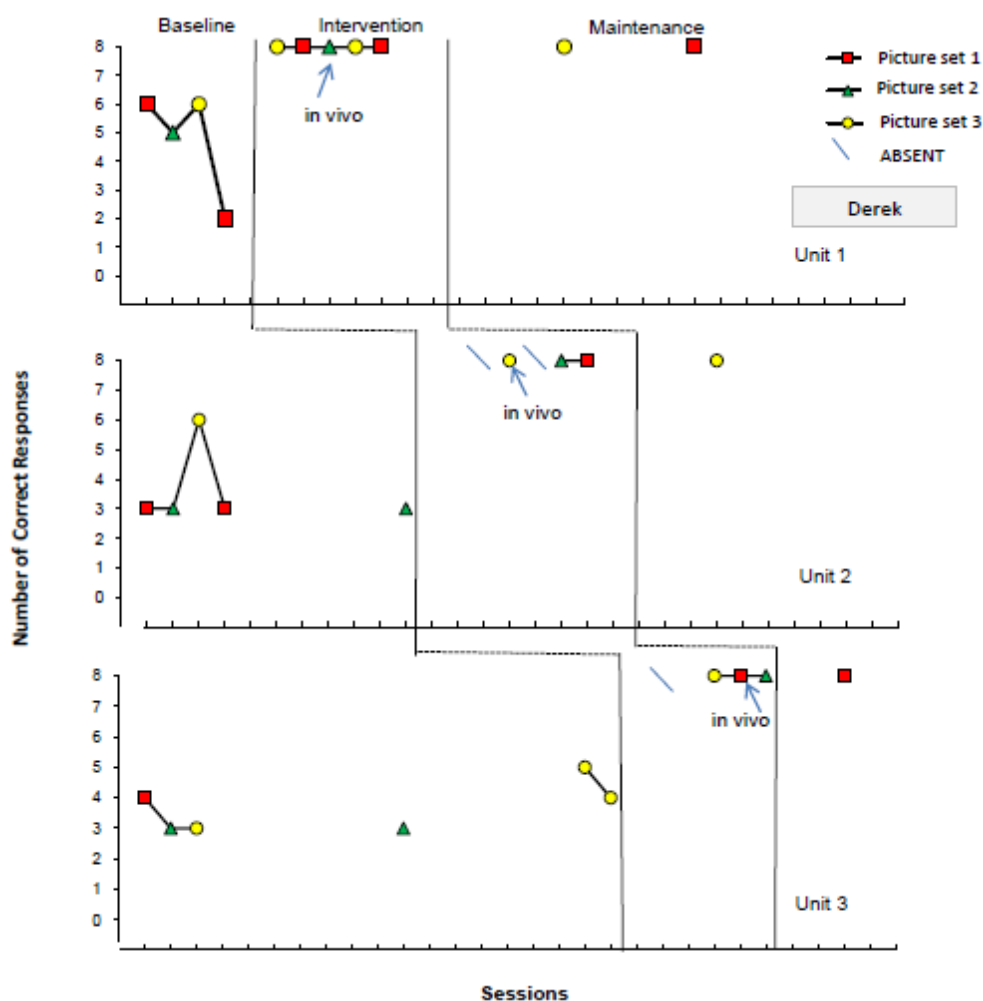 Baseline
Intervention
Maintenance
8
7
6
5
4
3
2
1
0
in vivo
Picture set 1
Picture set 2
Picture set 3
ABSENT
Derek
Unit 1
Number of Correct Responses
8
7
6
5
4
3
2
1
0
in vivo
Unit 2
8
7
6
5
4
3
2
1
0
in vivo
Unit 3
Sessions